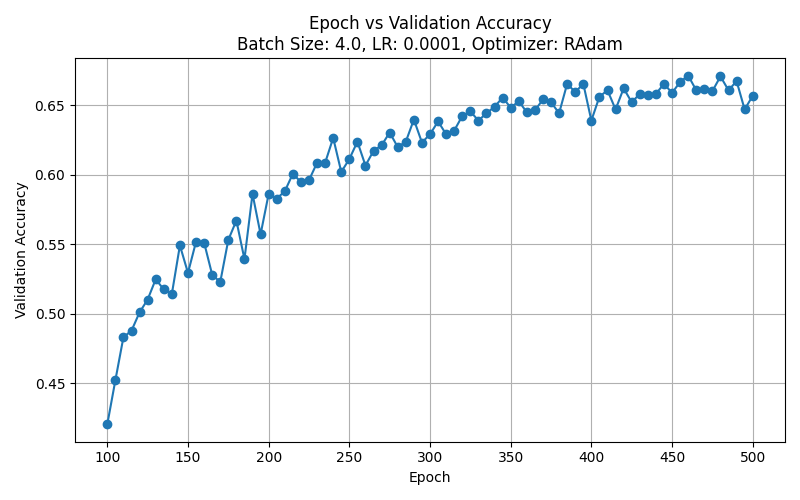 Epoch vs Validation Accuracy
Batch Size: 4.0, LR: 0.0001, Optimizer: RAdam
Validation Accuracy
0.65
0.60
0.55
0.50
0.45
100 150 200 250 300 350 400 450 500
Epoch